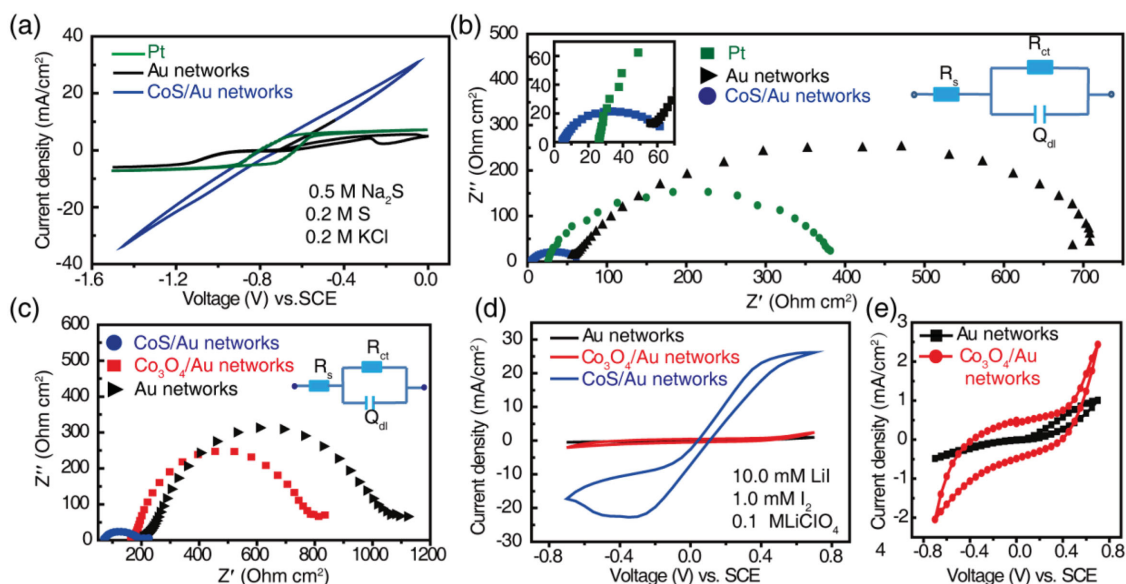 (a)
Current density (mA/cm²)
40
20
0
-20
-40
Pt
Au networks
CoS/Au networks
0.5 M Na₂S
0.2 M S
0.2 M KCl
-1.6
-1.2
-0.8
-0.4
0.0
Voltage (V) vs.SCE
(b)
Z'' (Ohm cm²)
500
400
300
200
100
0
60
40
20
0
0
20
40
60
Pt
Au networks
CoS/Au networks
Rₛ
R_ct
Q_dl
0
100
200
300
400
500
600
700
Z' (Ohm cm²)
(c)
Z'' (Ohm cm²)
600
500
400
300
200
100
0
CoS/Au networks
Co₃O₄/Au networks
Au networks
Rₛ
R_ct
Q_dl
0
200
400
600
800
1000
1200
Z' (Ohm cm²)
(d)
Current density (mA/cm²)
30
20
10
0
-10
-20
-30
Au networks
Co₃O₄/Au networks
CoS/Au networks
10.0 mM LiI
1.0 mM I₂
0.1 MLiClO₄
-0.8
-0.4
0.0
0.4
0.8
Voltage (V) vs. SCE
(e)
Current density (mA/cm²)
3
2
1
0
-1
-2
4
Au networks
Co₃O₄/Au
networks
-0.8
-0.4
0.0
0.4
0.8
Voltage (V) vs. SCE